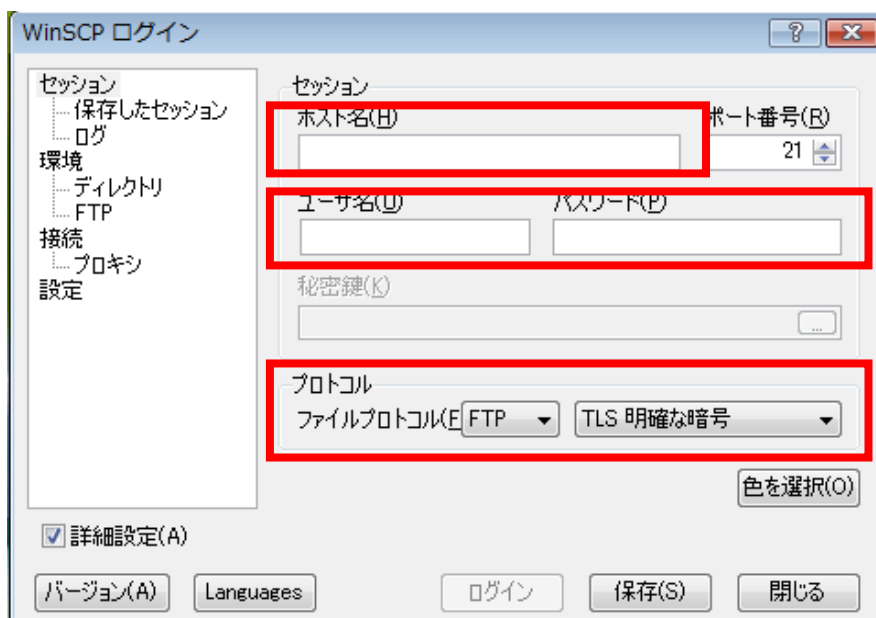 WinSCP ログイン
セッション
保存したセッション
ログ
環境
ディレクトリ
FTP
接続
プロキシ
設定
セッション
ホスト名(H)
ポート番号(R)
21
ユーザ名(U)
パスワード(P)
秘密鍵(K)
...
プロトコル
ファイルプロトコル(F FTP TLS 明確な暗号
色を選択(O)
詳細設定(A)
バージョン(A) Languages ログイン 保存(S) 閉じる